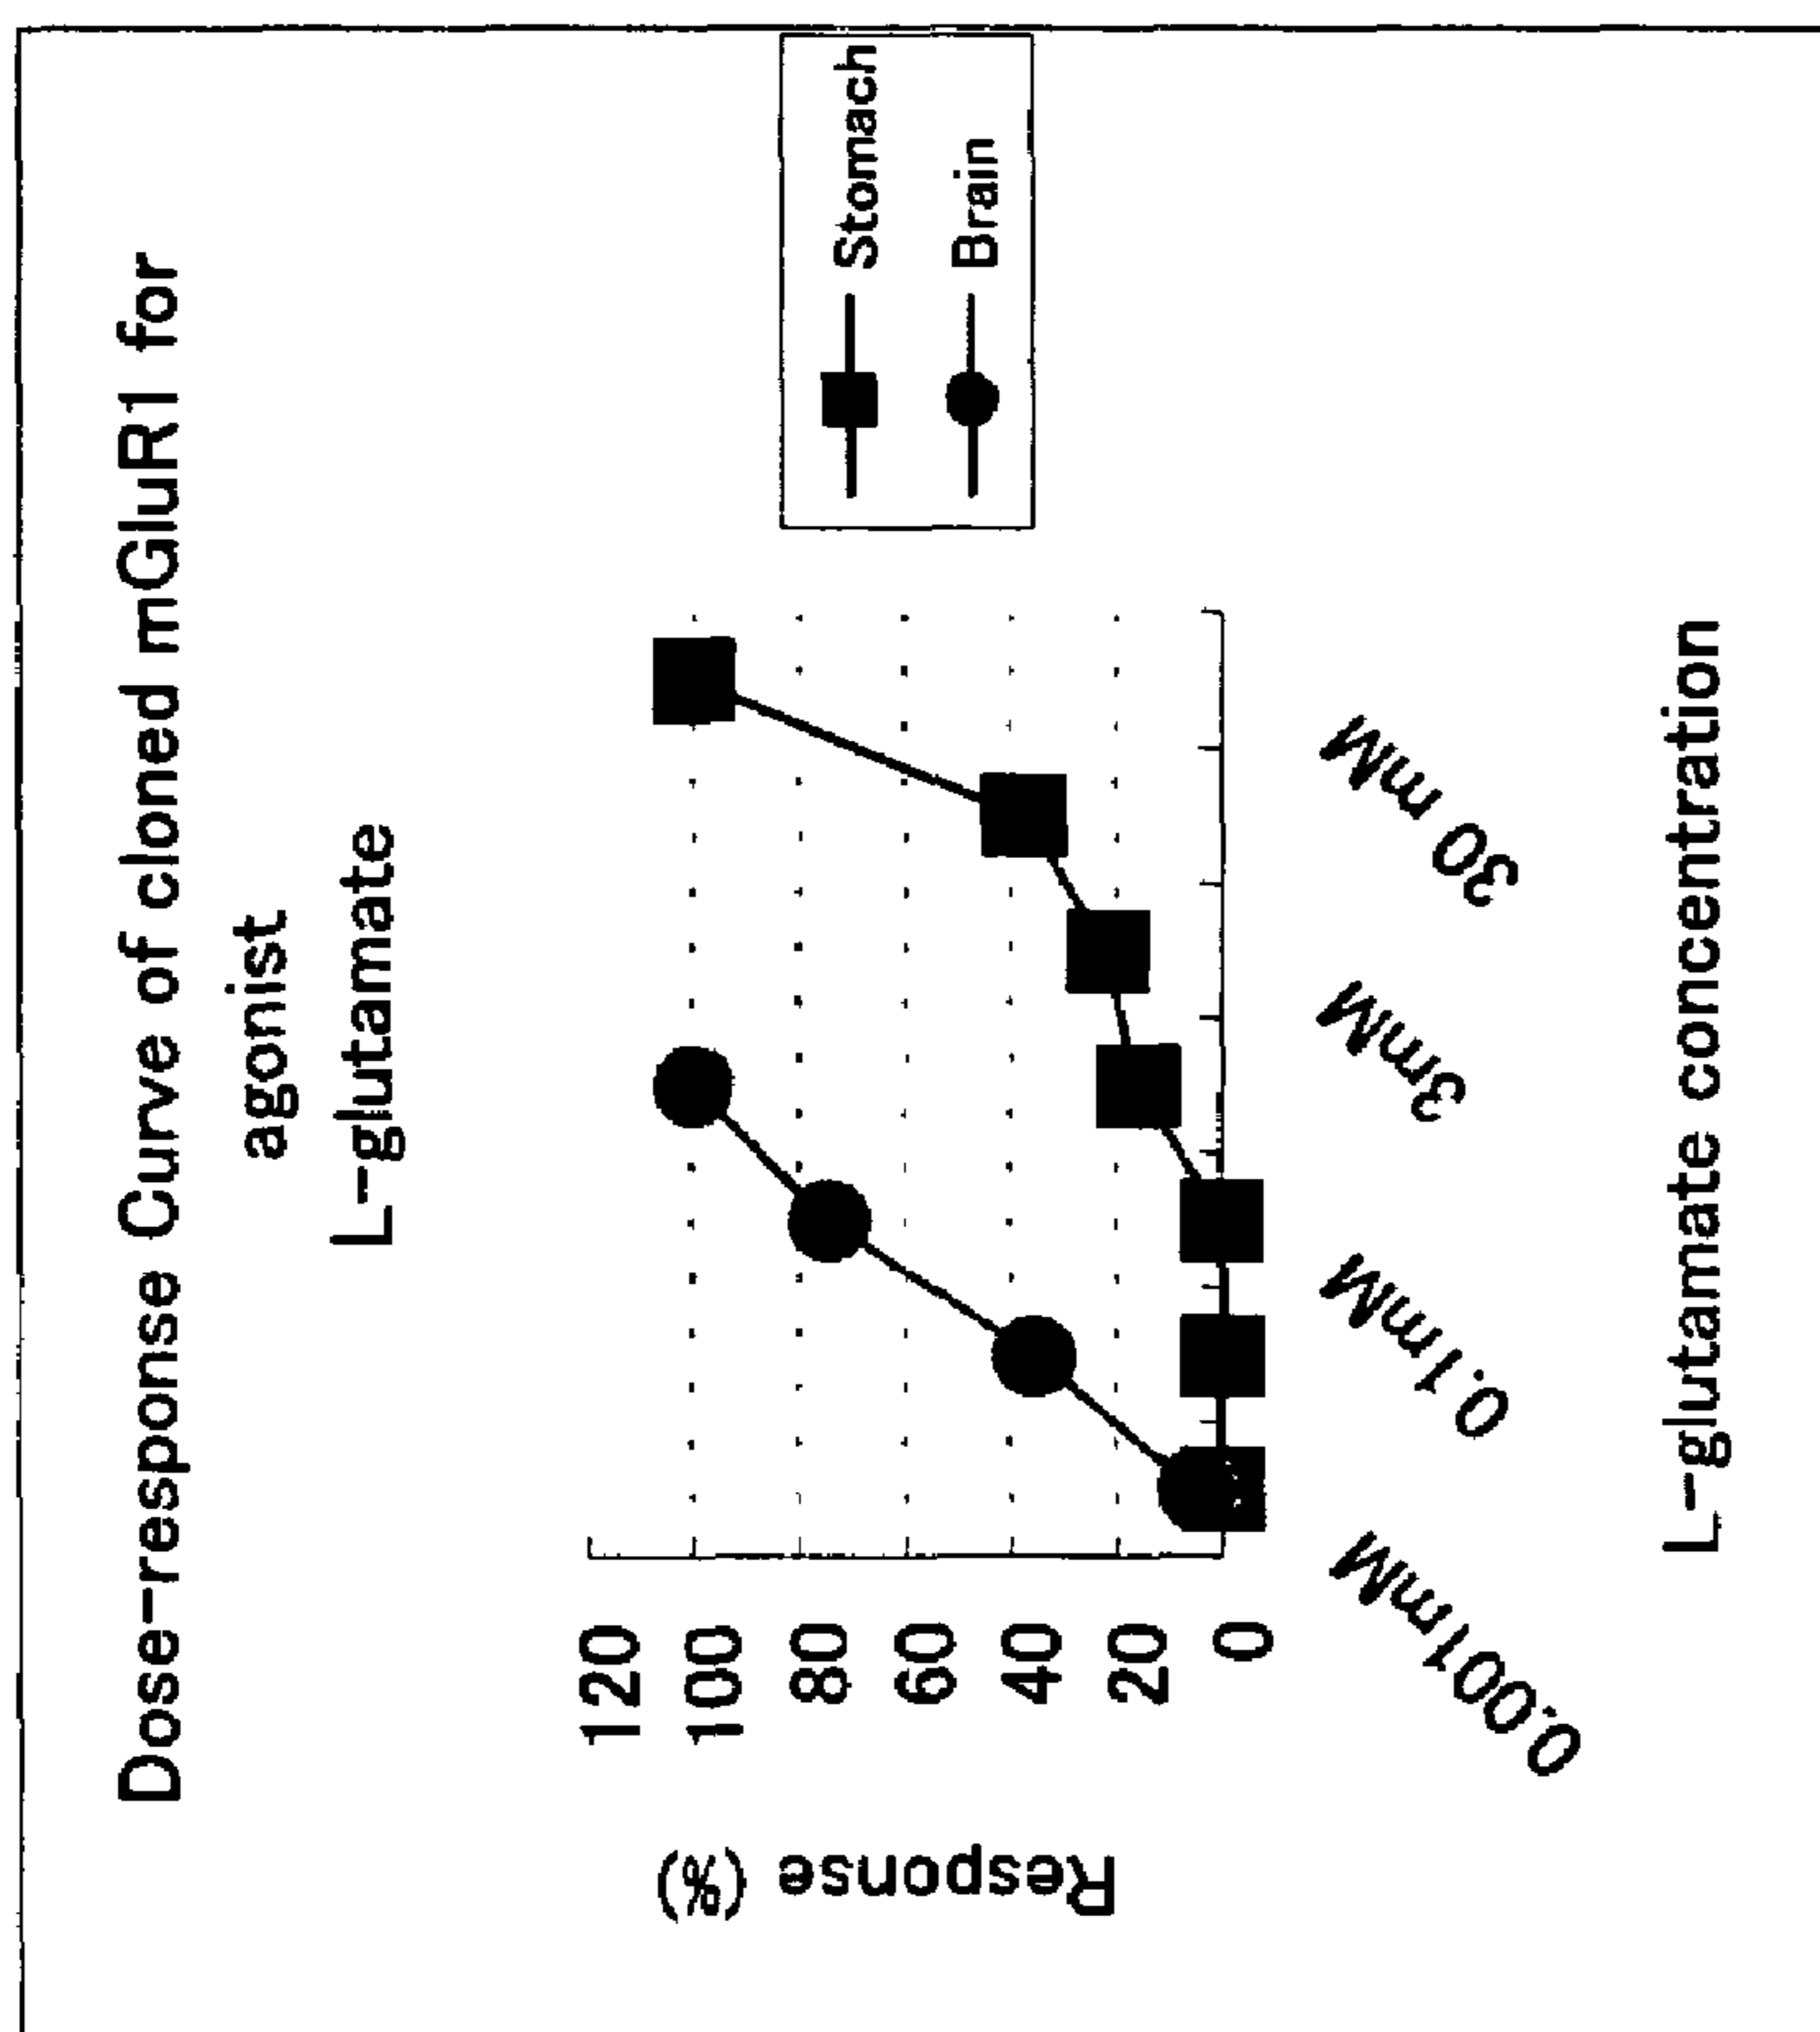 Dose-response Curve of cloned mGluR1 for
agonist
L-glutamate
Response (%)
120
100
80
60
40
20
0
0.001mM
0.1mM
3mM
30 mM
L-glutamate concentration
Stomach
Brain